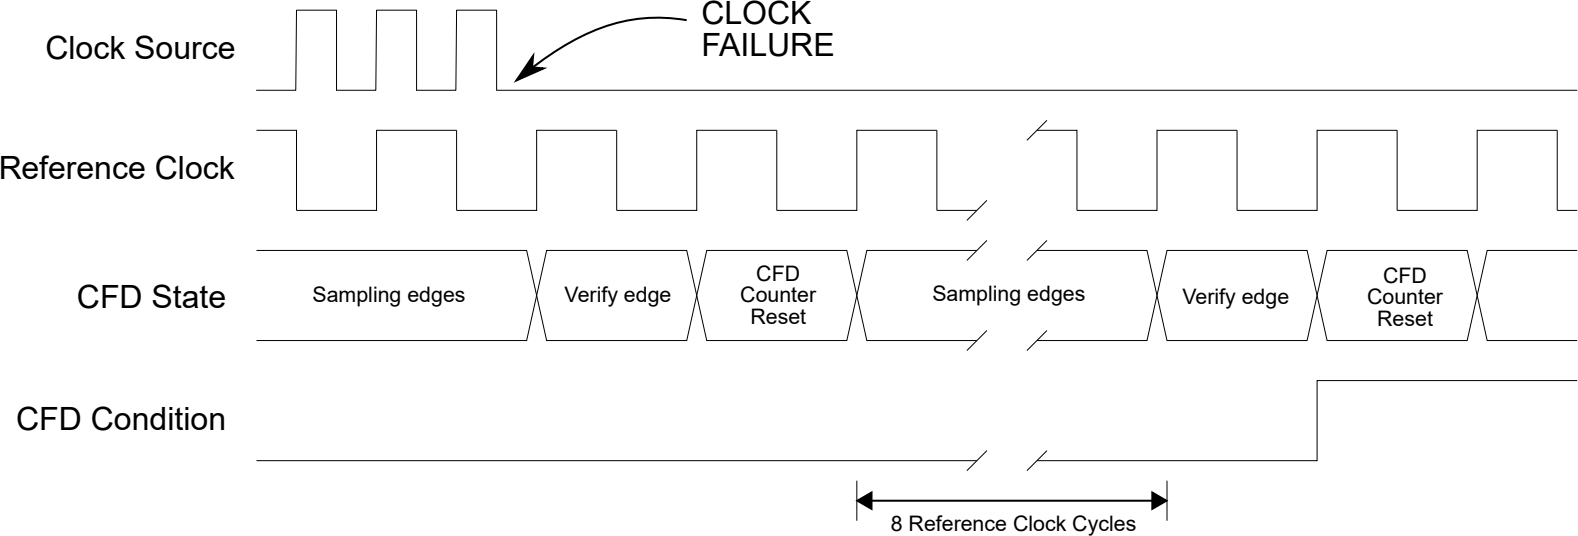 CLOCK
FAILURE
Clock Source
Reference Clock
CFD State
Sampling edges
Verify edge
CFD
Counter
Reset
Sampling edges
Verify edge
CFD
Counter
Reset
CFD Condition
8 Reference Clock Cycles